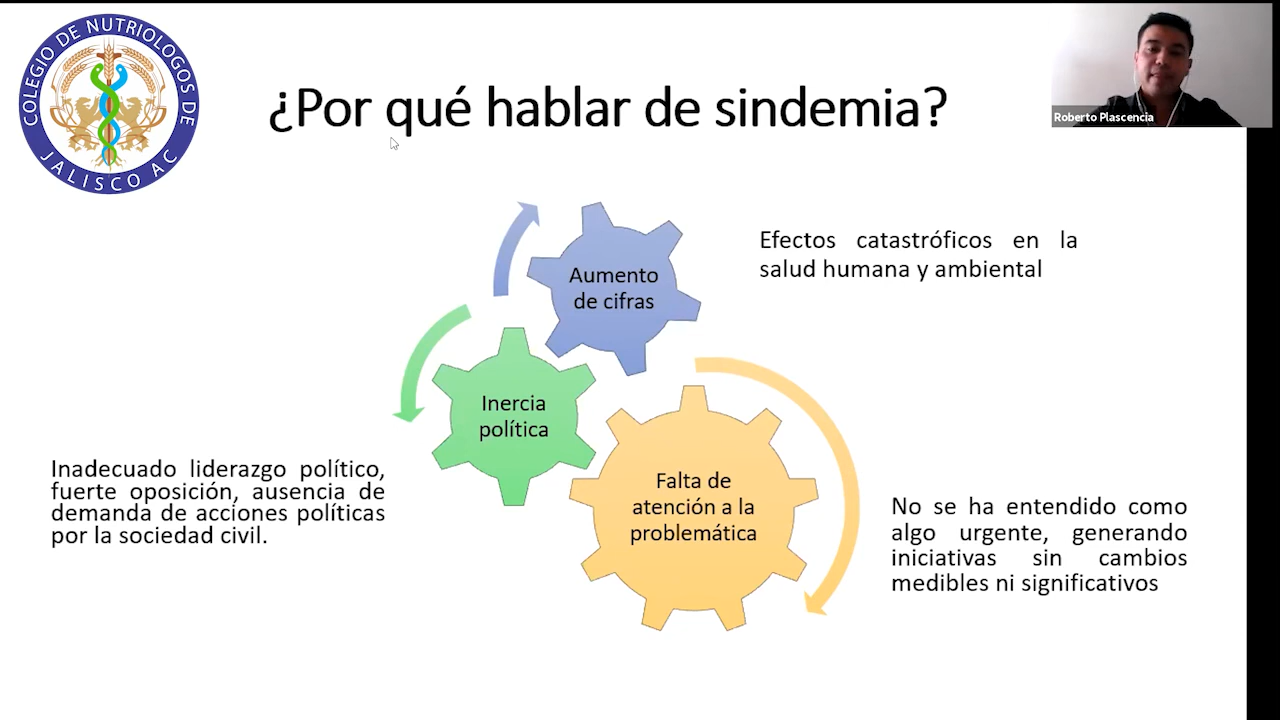 COLEGIO DE NUTRIOLOGOS DE
JALISCO AC
¿Por qué hablar de sindemia?
Roberto Plascencia
Aumento
de cifras
Efectos catastróficos en la
salud humana y ambiental
Inercia
política
Inadecuado liderazgo político,
fuerte oposición, ausencia de
demanda de acciones políticas
por la sociedad civil.
Falta de
atención a la
problemática
No se ha entendido como
algo urgente, generando
iniciativas sin cambios
medibles ni significativos